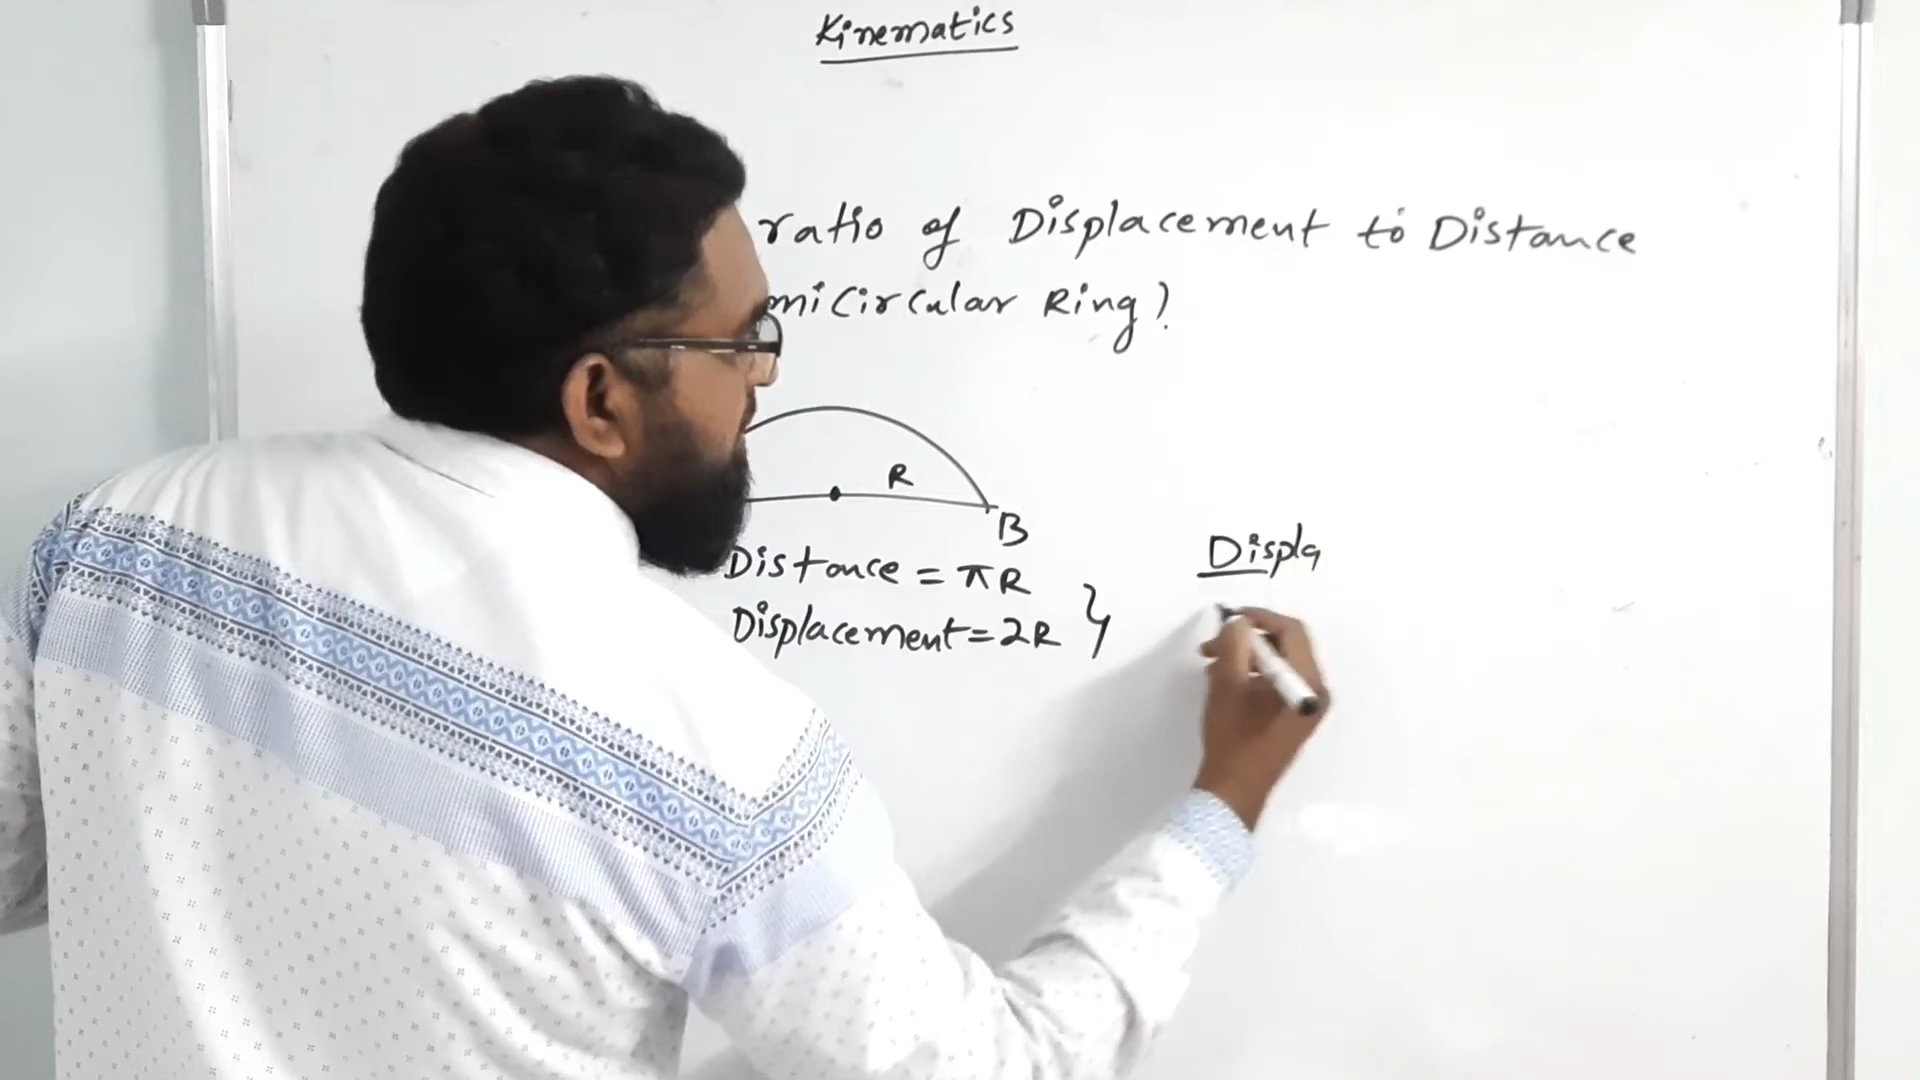 Kinematics
ratio of Displacement to Distance
miCircular Ring?
R
B
Distance = πR
Displacement = 2R
Displa